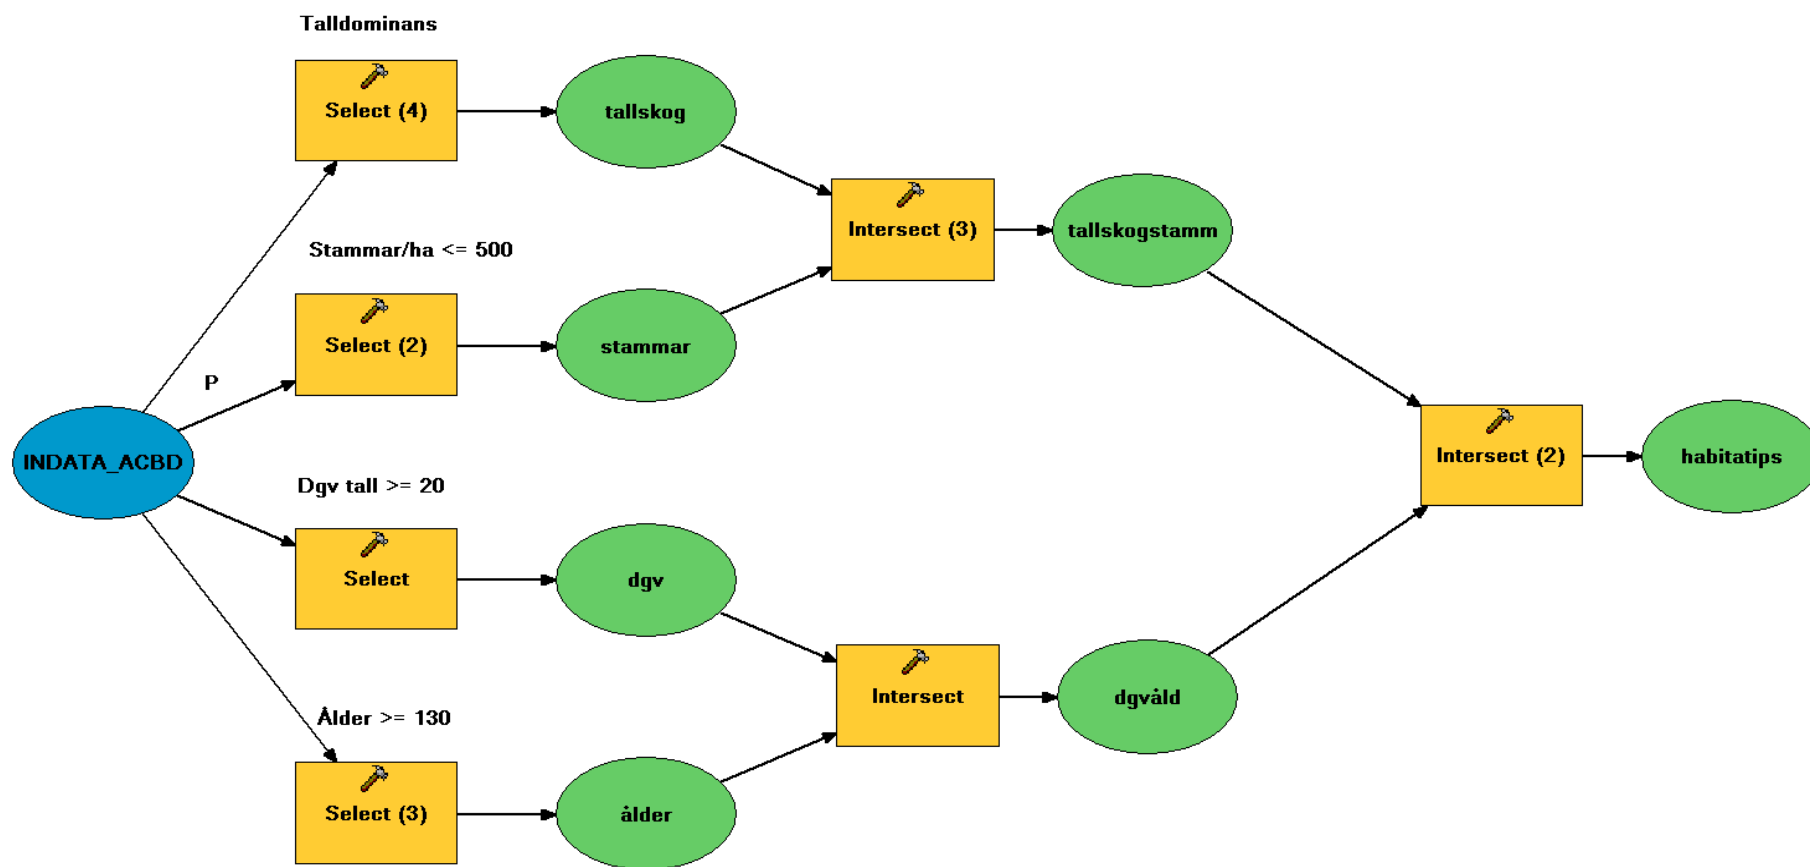 Talldominans
Select (4)
tallskog
Intersect (3)
tallskogstamm
Stammar/ha <= 500
Select (2)
stammar
P
INDATA_ACBD
Intersect (2)
habitatips
Dgv tall >= 20
Select
dgv
Intersect
dgvåld
Ålder >= 130
Select (3)
ålder